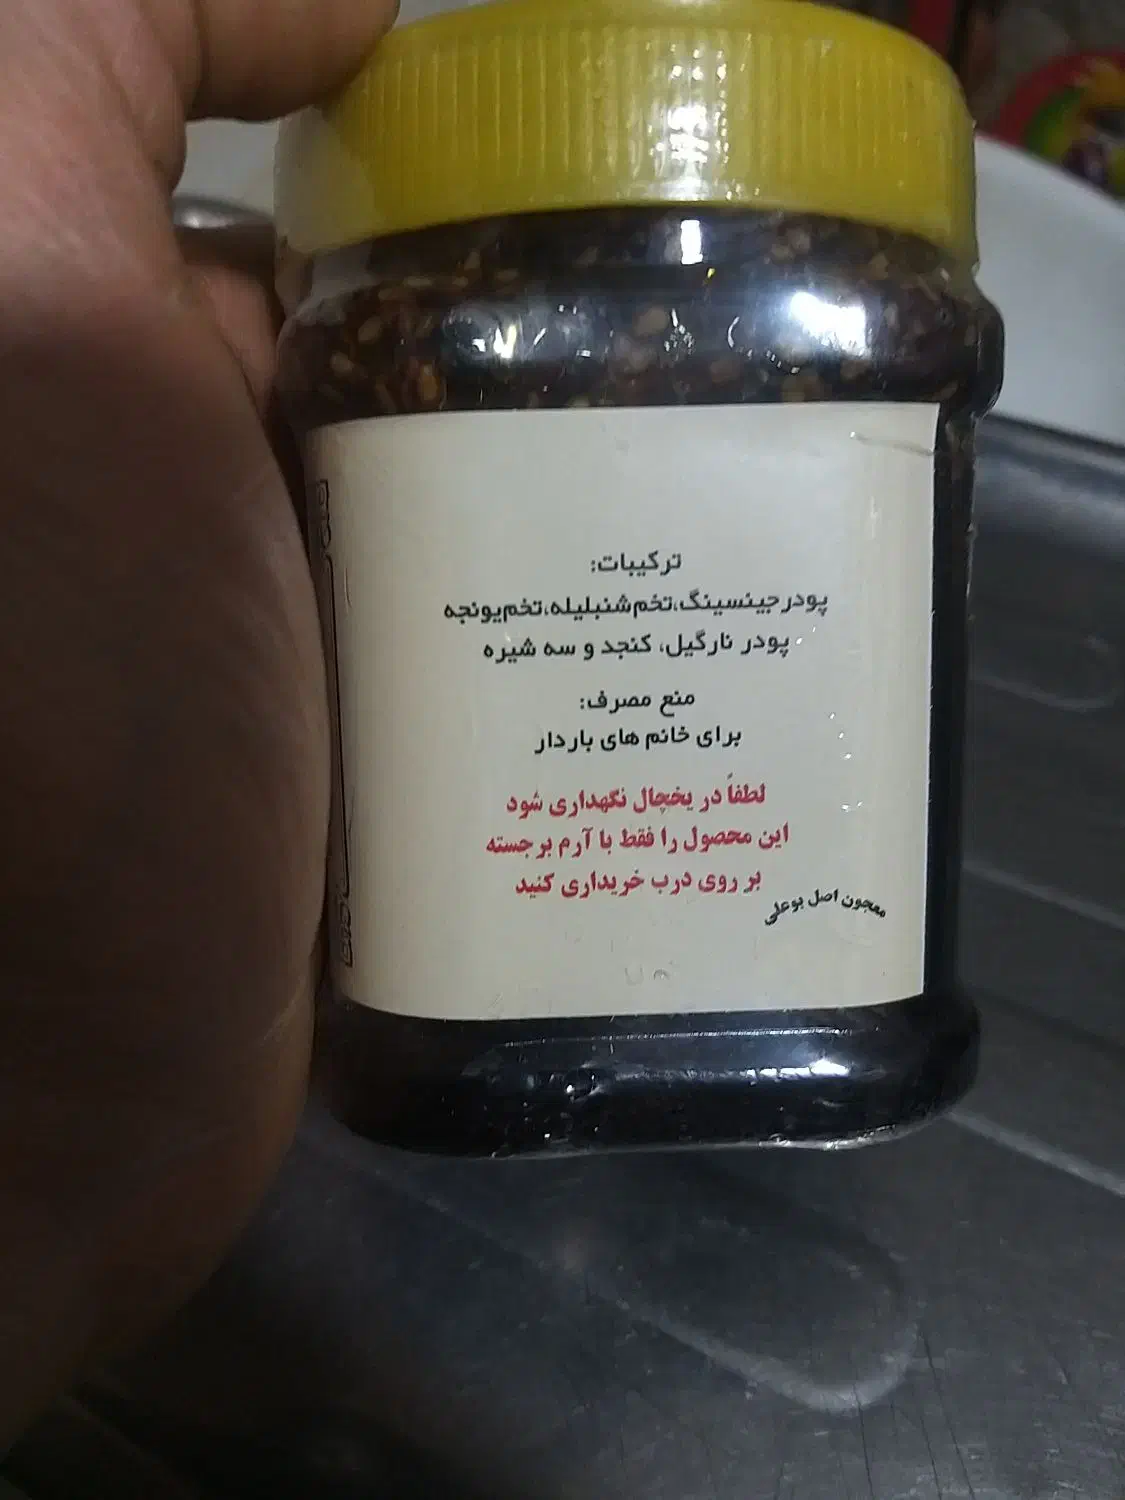 ترکیبات:
پودر جینسینگ،تخم شنبلیله،تخم یونجه
پودر نارگیل، کنجد و سه شیره
منع مصرف:
برای خانم های باردار
لطفاً در یخچال نگهداری شود
این محصول را فقط با آرم برجسته
بر روی درب خریداری کنید
معجون اصل بوعلی